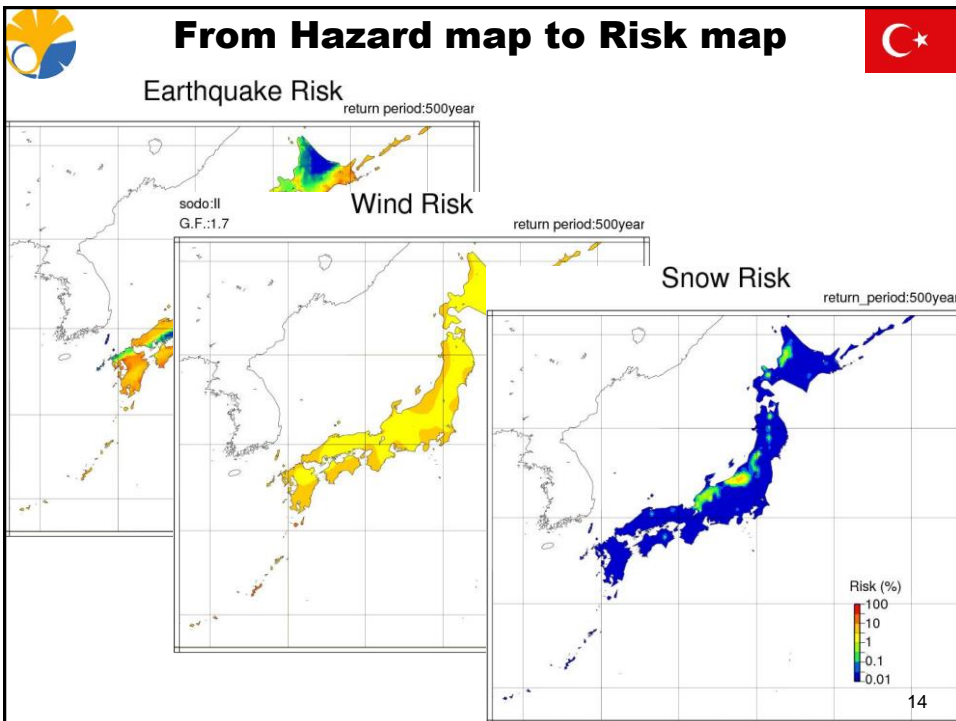 From Hazard map to Risk map
Earthquake Risk
return period:500year
sodo:II
G.F.:1.7
Wind Risk
return period:500year
Snow Risk
return_period:500year
Risk (%)
100
10
1
0.1
0.01
14